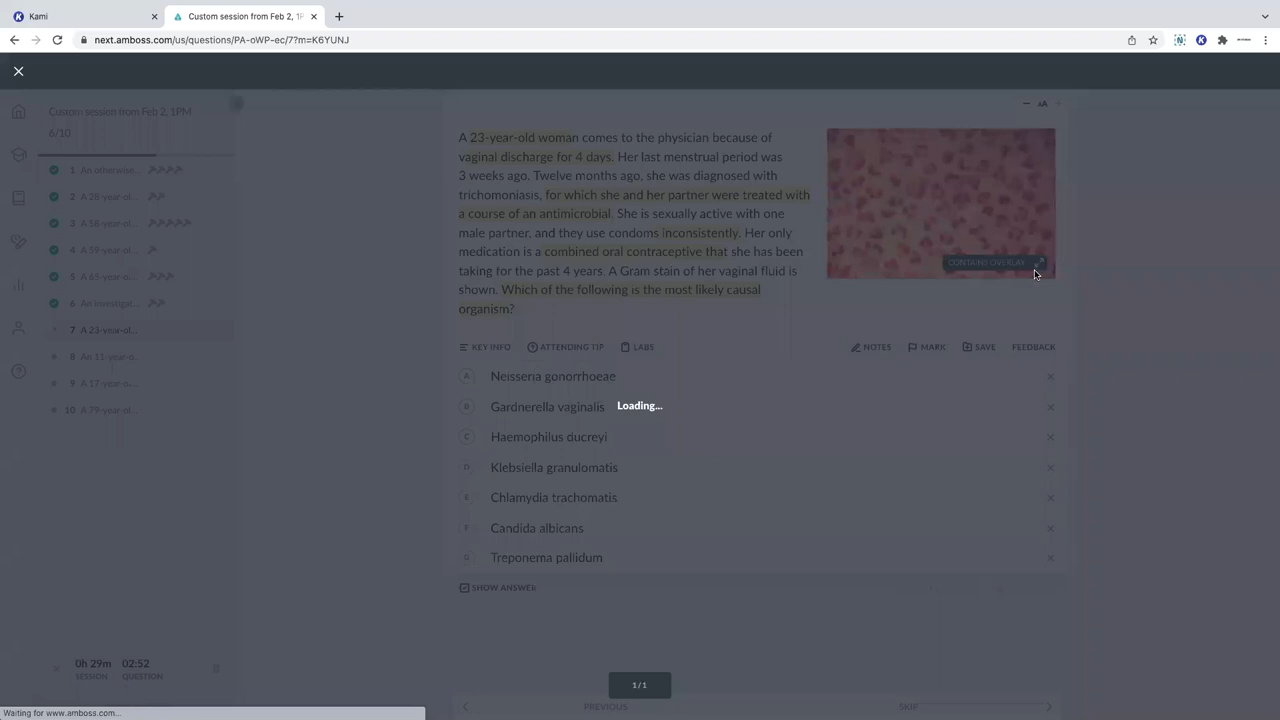 Kami
Custom session from Feb 2, 1P
next.amboss.com/us/questions/PA-oWP-ec/7?m=K6YUNJ
Custom session from Feb 2, 1PM
6/10
1 An otherwise...
2 A 28-year-ol...
3 A 58-year-ol...
4 A 59-year-ol...
5 A 65-year-ol...
6 An investigat...
7 A 23-year-ol...
8 An 11-year-o...
9 A 17-year-o...
10 A 79-year-ol...
0h 29m 02:52
SESSION QUESTION
AA
A 23-year-old woman comes to the physician because of
vaginal discharge for 4 days. Her last menstrual period was
3 weeks ago. Twelve months ago, she was diagnosed with
trichomoniasis, for which she and her partner were treated with
a course of an antimicrobial. She is sexually active with one
male partner, and they use condoms inconsistently. Her only
medication is a combined oral contraceptive that she has been
taking for the past 4 years. A Gram stain of her vaginal fluid is
shown. Which of the following is the most likely causal
organism?
CONTAINS OVERLAY
KEY INFO ATTENDING TIP LABS NOTES MARK SAVE FEEDBACK
A Neisseria gonorrhoeae
B Gardnerella vaginalis
Loading...
C Haemophilus ducreyi
D Klebsiella granulomatis
E Chlamydia trachomatis
F Candida albicans
G Treponema pallidum
SHOW ANSWER
1 / 1
PREVIOUS SKIP
Waiting for www.amboss.com...